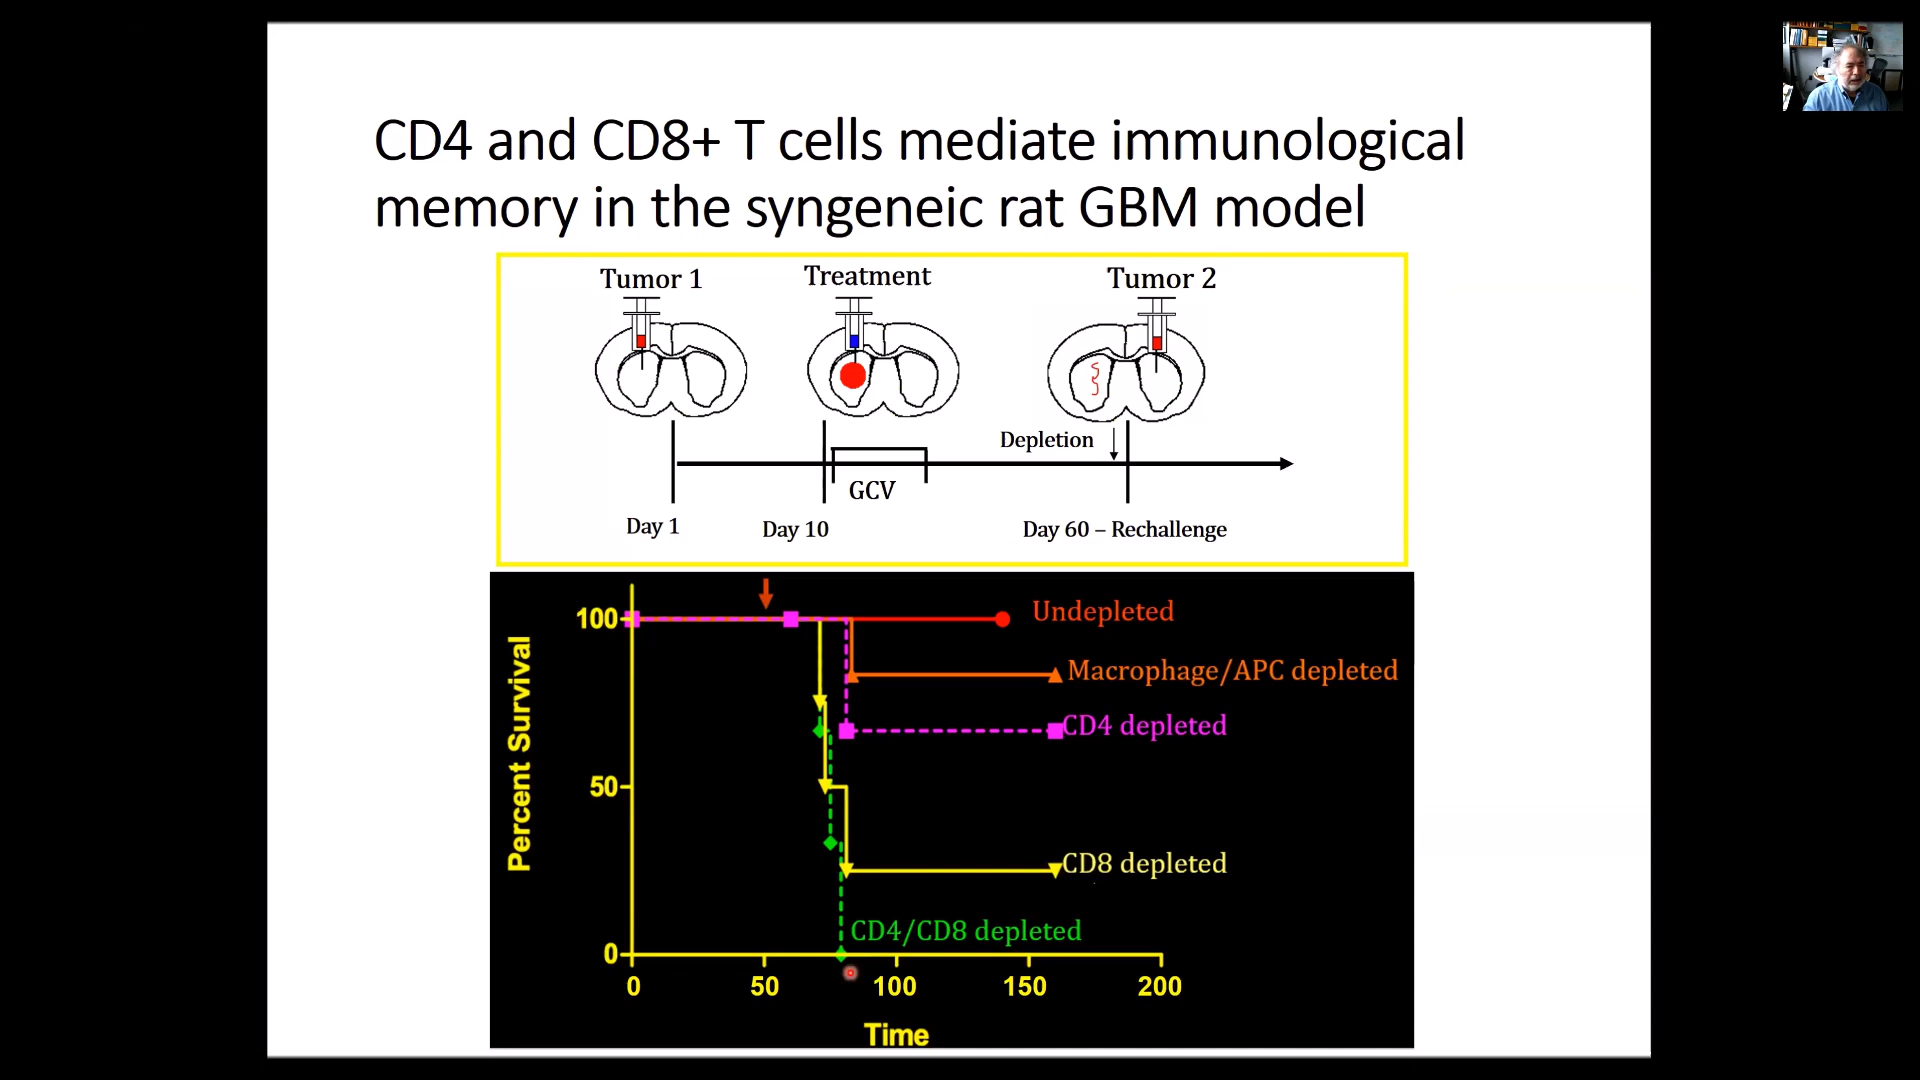 CD4 and CD8+ T cells mediate immunological
memory in the syngeneic rat GBM model
Tumor 1
Treatment
Tumor 2
Depletion
GCV
Day 1
Day 10
Day 60 – Rechallenge
Percent Survival
100
50
0
Undepleted
Macrophage/APC depleted
CD4 depleted
CD8 depleted
CD4/CD8 depleted
0 50 100 150 200
Time